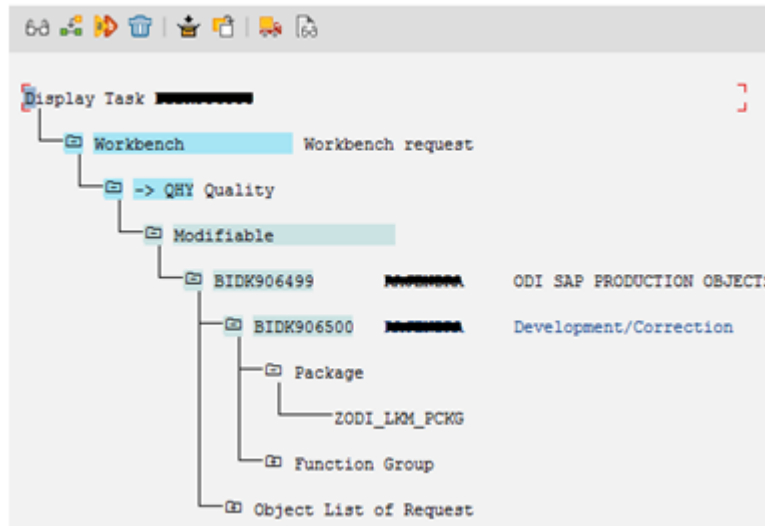 Display Task
Workbench Workbench request
-> QHY Quality
Modifiable
BIDK906499 ODI SAP PRODUCTION OBJECTS
BIDK906500 Development/Correction
Package
ZODI_LKM_PCKG
Function Group
Object List of Request